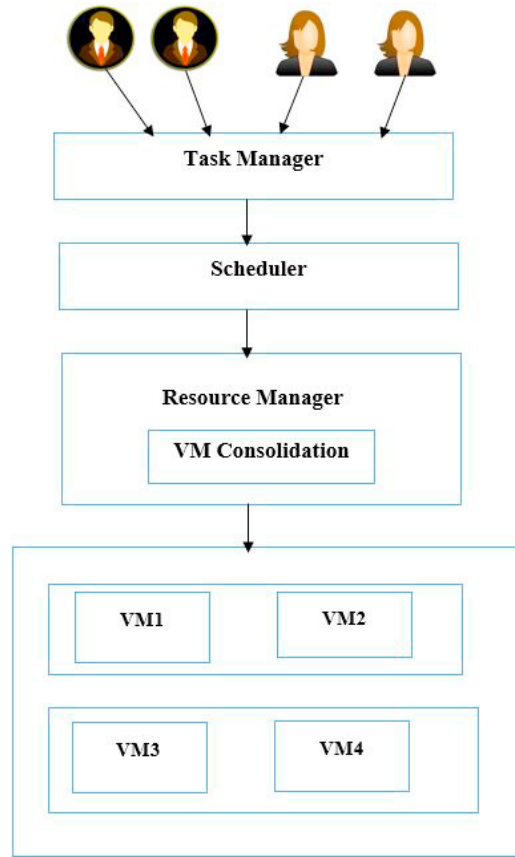 Task Manager
Scheduler
Resource Manager
VM Consolidation
VM1
VM2
VM3
VM4